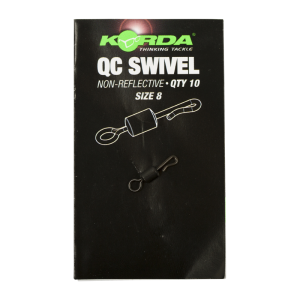 KORDA
THINKING TACKLE
QC SWIVEL
NON-REFLECTIVE • QTY 10
SIZE 8